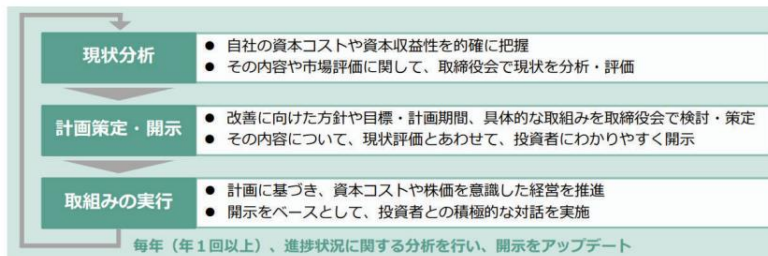 現状分析
● 自社の資本コストや資本収益性を的確に把握
● その内容や市場評価に関して、取締役会で現状を分析・評価
計画策定・開示
● 改善に向けた方針や目標・計画期間、具体的な取組みを取締役会で検討・策定
● その内容について、現状評価とあわせて、投資者にわかりやすく開示
取組みの実行
● 計画に基づき、資本コストや株価を意識した経営を推進
● 開示をベースとして、投資者との積極的な対話を実施
毎年（年１回以上）、進捗状況に関する分析を行い、開示をアップデート